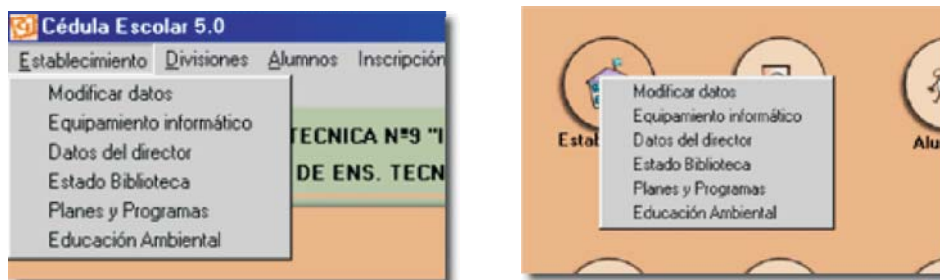 Cédula Escolar 5.0
Establecimiento Divisiones Alumnos Inscripción
Modificar datos
Equipamiento informático
Datos del director
Estado Biblioteca
Planes y Programas
Educación Ambiental
TECNICA Nº9 "I
DE ENS. TECN
Modificar datos
Equipamiento informático
Datos del director
Estado Biblioteca
Planes y Programas
Educación Ambiental
Estab
Alu